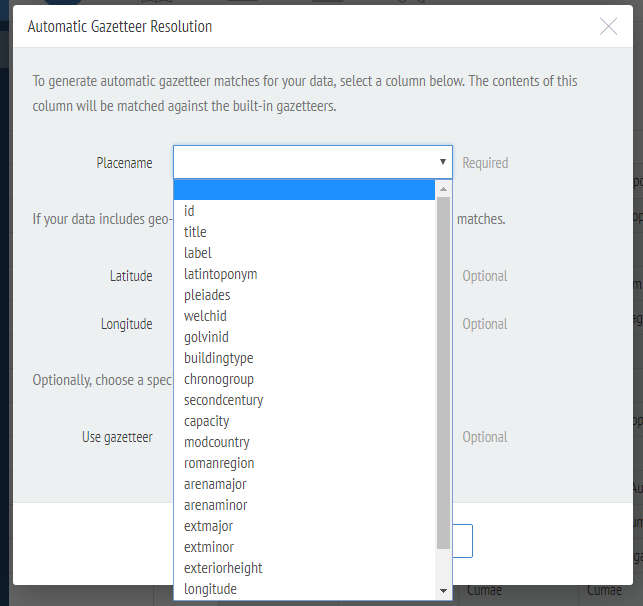 Automatic Gazetteer Resolution
To generate automatic gazetteer matches for your data, select a column below. The contents of this
column will be matched against the built-in gazetteers.
Placename
Required
id
title
If your data includes geo-
matches.
label
latintoponym
Latitude
Optional
pleiades
welchid
Longitude
Optional
golvinid
buildingtype
chronogroup
Optionally, choose a spec
secondcentury
capacity
Use gazetteer
Optional
modcountry
romanregion
arenamajor
arenaminor
extmajor
extminor
exteriorheight
longitude
Cumae
Cumae